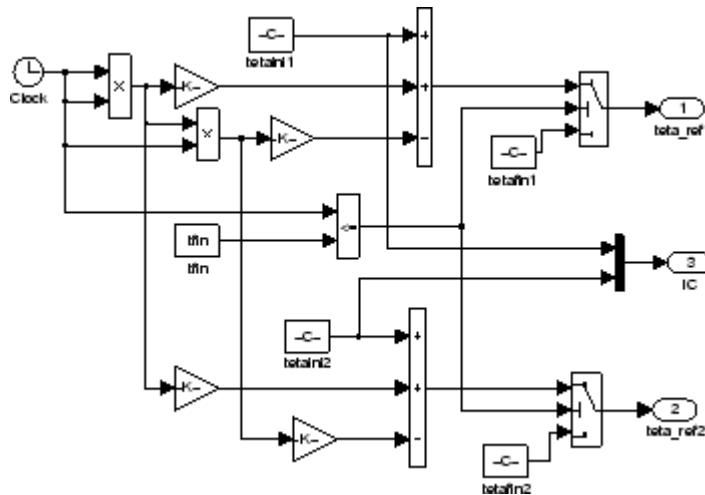 -C-
+
tetaini1
Clock
×
-K-
+
1
teta_ref
×
-K-
-
-C-
tetafin1
<=
tfin
tfin
3
IC
-C-
+
tetaini2
-K-
+
2
teta_ref2
-K-
-
-C-
tetafin2